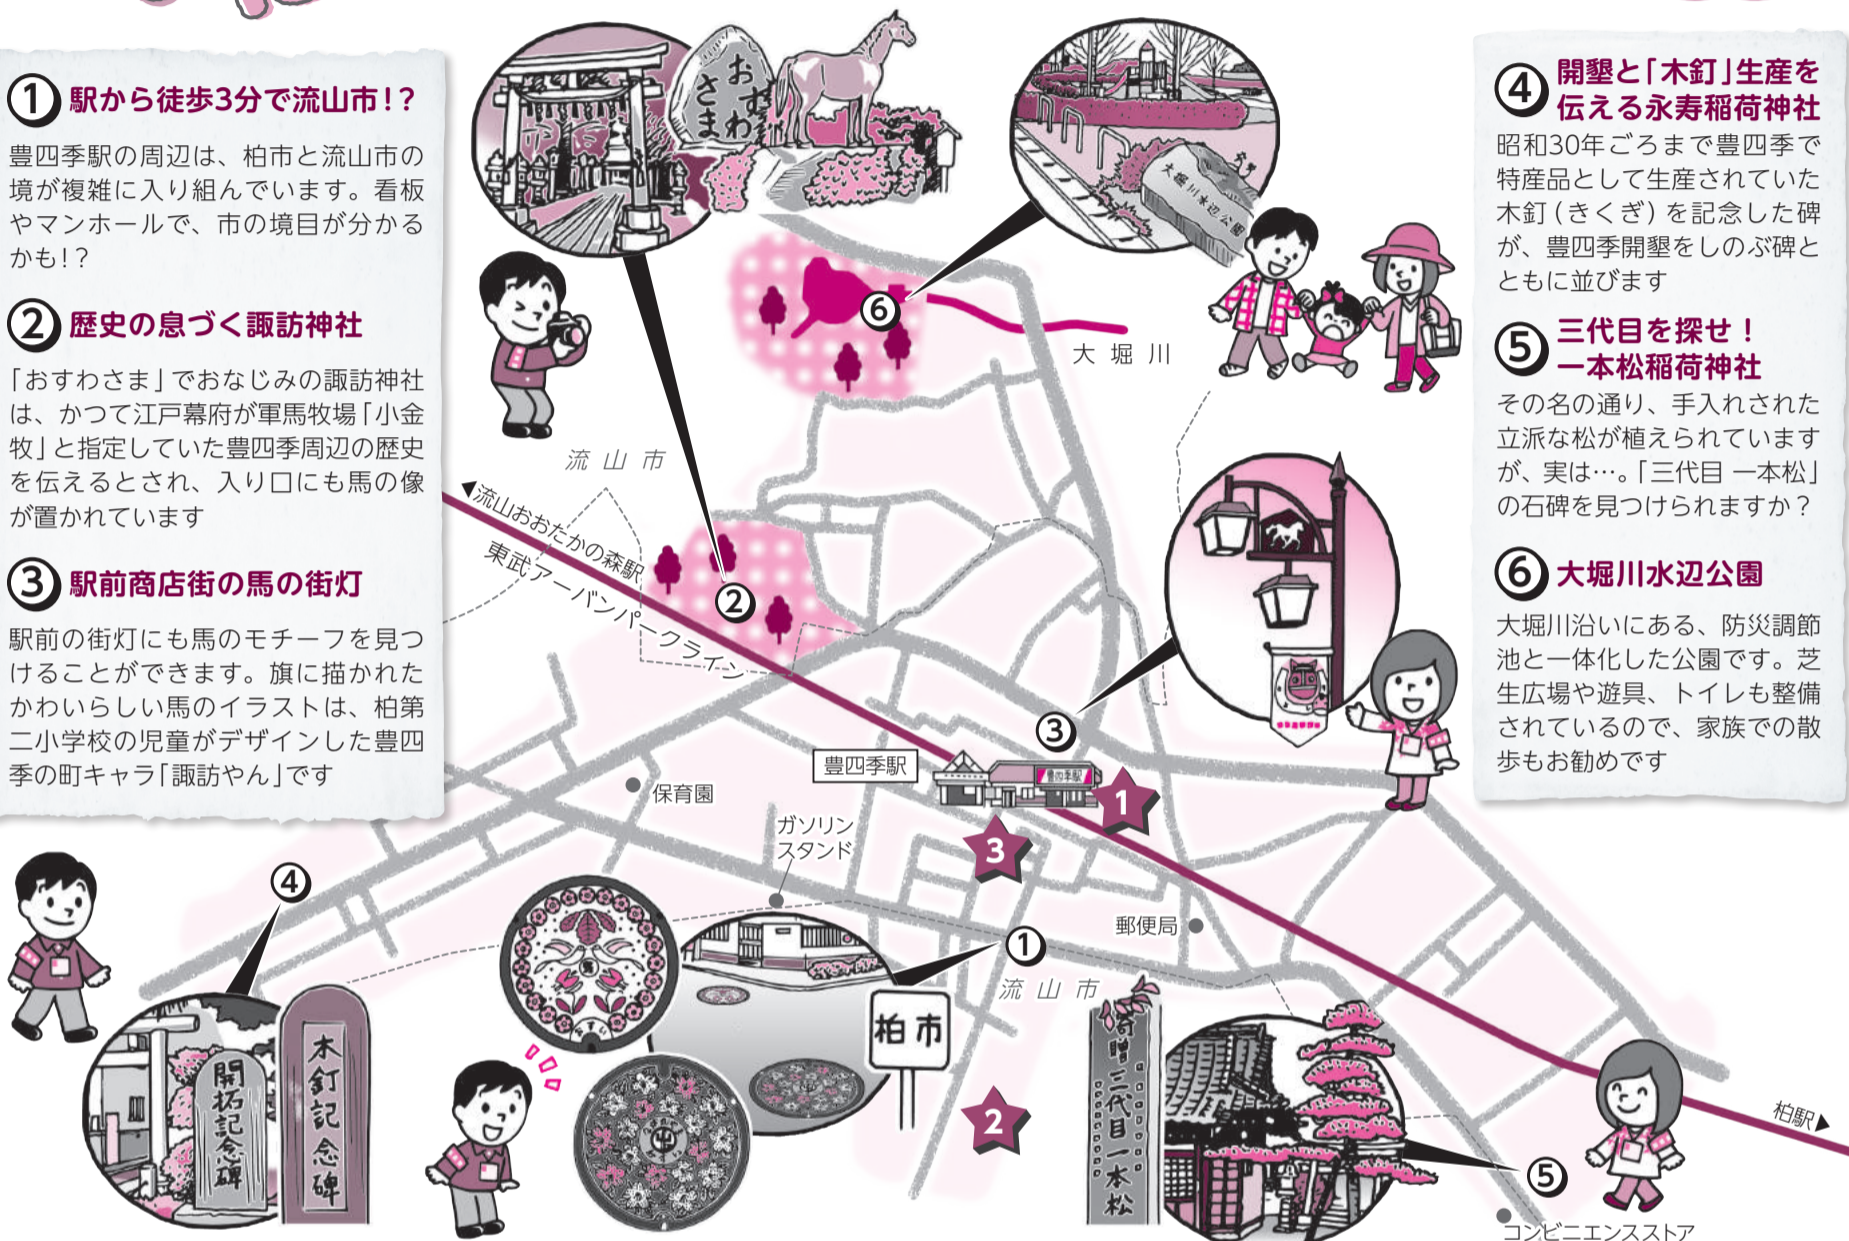 ① 駅から徒歩3分で流山市!?
豊四季駅の周辺は、柏市と流山市の
境が複雑に入り組んでいます。看板
やマンホールで、市の境目が分かる
かも!?
② 歴史の息づく諏訪神社
「おすわさま」でおなじみの諏訪神社
は、かつて江戸幕府が軍馬牧場「小金
牧」と指定していた豊四季周辺の歴史
を伝えるとされ、入り口にも馬の像
が置かれています
③ 駅前商店街の馬の街灯
駅前の街灯にも馬のモチーフを見つ
けることができます。旗に描かれた
かわいらしい馬のイラストは、柏第
二小学校の児童がデザインした豊四
季の町キャラ「諏訪やん」です
④ 開墾と「木釘」生産を
伝える永寿稲荷神社
昭和30年ごろまで豊四季で
特産品として生産されていた
木釘(きくぎ)を記念した碑
が、豊四季開墾をしのぶ碑と
ともに並びます
⑤ 三代目を探せ!
一本松稲荷神社
その名の通り、手入れされた
立派な松が植えられています
が、実は…。「三代目 一本松」
の石碑を見つけられますか?
⑥ 大堀川水辺公園
大堀川沿いにある、防災調節
池と一体化した公園です。芝
生広場や遊具、トイレも整備
されているので、家族での散
歩もお勧めです
おすわ
さま
大堀川水辺公園
⑥
大堀川
流山市
◀流山おおたかの森駅
東武アーバンパークライン
②
③
豊四季駅
豊四季駅
1
3
保育園
ガソリン
スタンド
④
郵便局
①
流山市
柏市
2
開拓記念碑
木釘記念碑
寄贈三代目一本松
柏駅▶
⑤
コンビニエンスストア